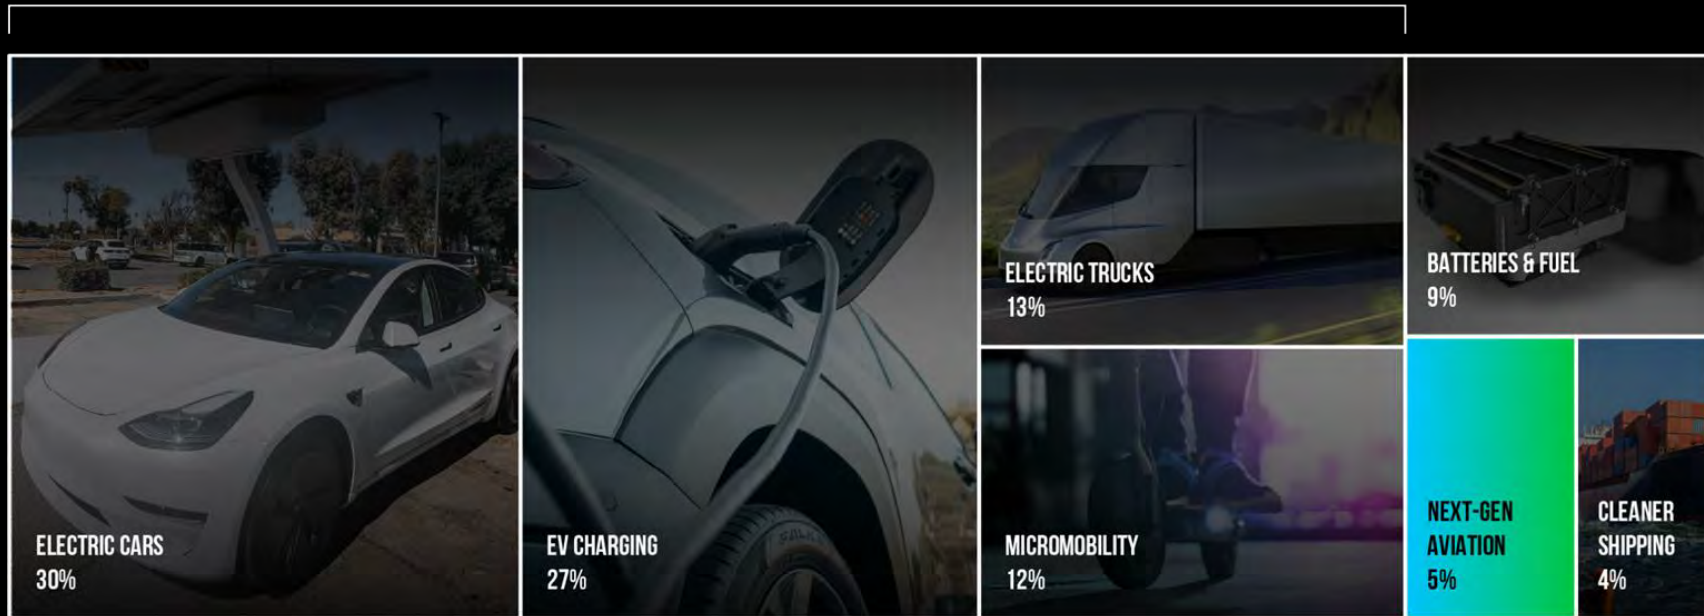 ELECTRIC CARS
30%
EV CHARGING
27%
ELECTRIC TRUCKS
13%
MICROMOBILITY
12%
BATTERIES & FUEL
9%
NEXT-GEN
AVIATION
5%
CLEANER
SHIPPING
4%